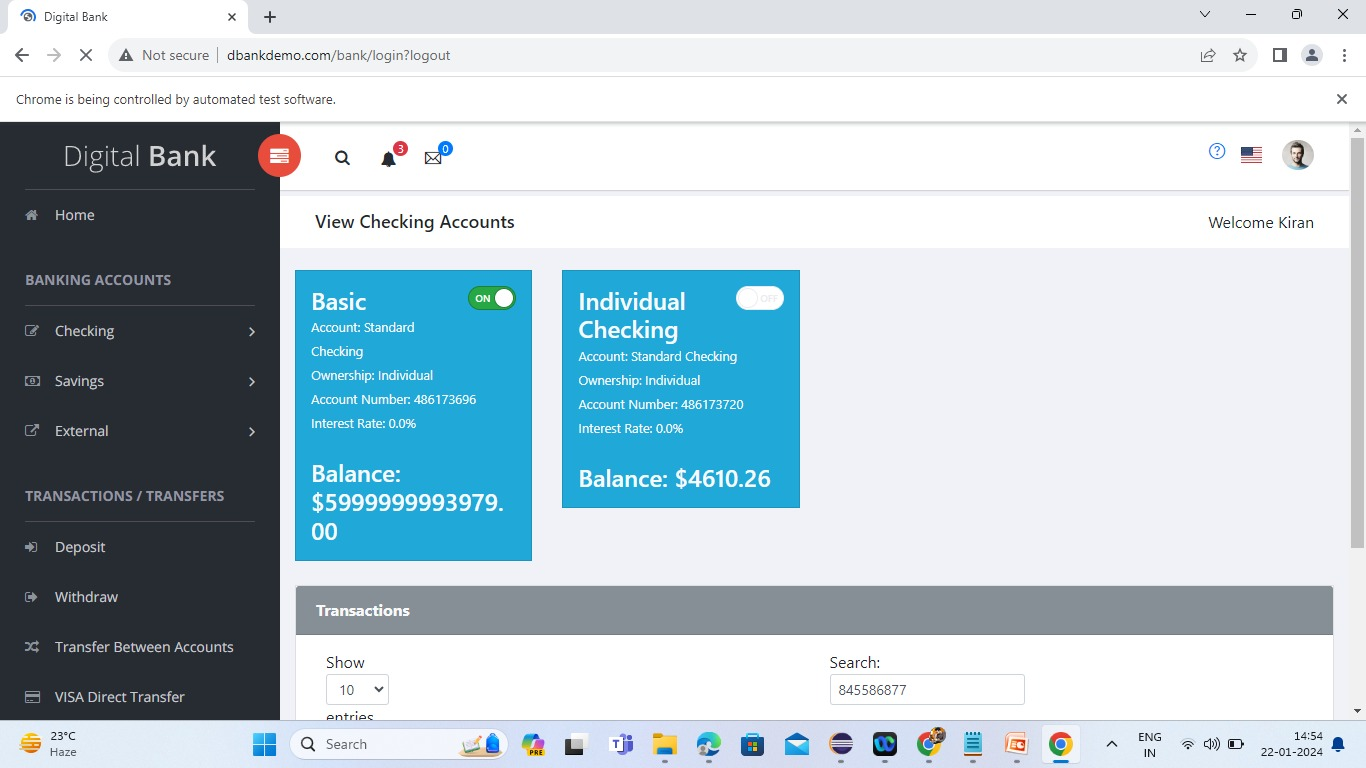 Digital Bank
Not secure
dbankdemo.com/bank/login?logout
Chrome is being controlled by automated test software.
Digital Bank
3
0
Home
View Checking Accounts
Welcome Kiran
BANKING ACCOUNTS
Checking
Savings
External
TRANSACTIONS / TRANSFERS
Deposit
Withdraw
Transfer Between Accounts
VISA Direct Transfer
Basic
ON
Account: Standard
Checking
Ownership: Individual
Account Number: 486173696
Interest Rate: 0.0%
Balance:
$5999999993979.
00
Individual
Checking
OFF
Account: Standard Checking
Ownership: Individual
Account Number: 486173720
Interest Rate: 0.0%
Balance: $4610.26
Transactions
Show
10
entries
Search:
845586877
23°C
Haze
Search
PRE
ENG
IN
14:54
22-01-2024